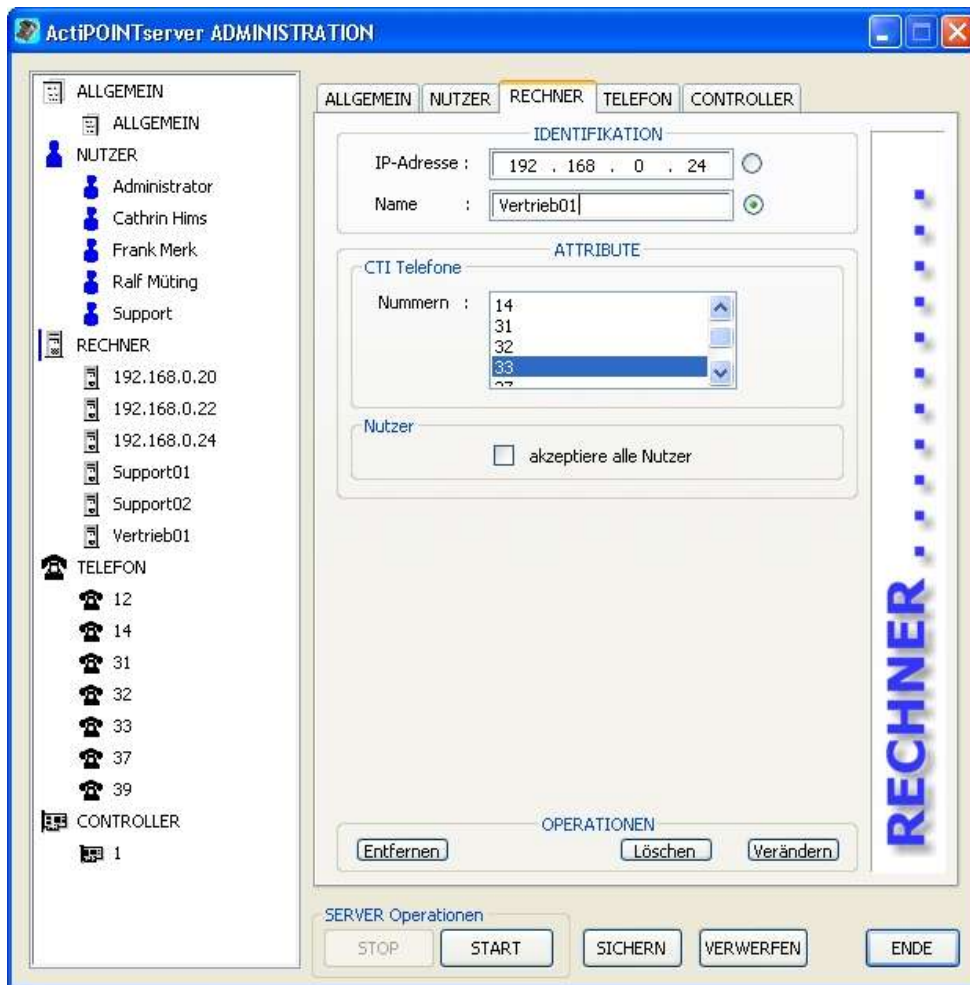 ActiPOINTserver ADMINISTRATION
ALLGEMEIN
ALLGEMEIN
NUTZER
Administrator
Cathrin Hims
Frank Merk
Ralf Müting
Support
RECHNER
192.168.0.20
192.168.0.22
192.168.0.24
Support01
Support02
Vertrieb01
TELEFON
12
14
31
32
33
37
39
CONTROLLER
1
ALLGEMEIN NUTZER RECHNER TELEFON CONTROLLER
IDENTIFIKATION
IP-Adresse : 192 . 168 . 0 . 24
Name : Vertrieb01
ATTRIBUTE
CTI Telefone
Nummern : 14
31
32
33
37
Nutzer
akzeptiere alle Nutzer
OPERATIONEN
Entfernen Löschen Verändern
RECHNER
SERVER Operationen
STOP START SICHERN VERWERFEN ENDE